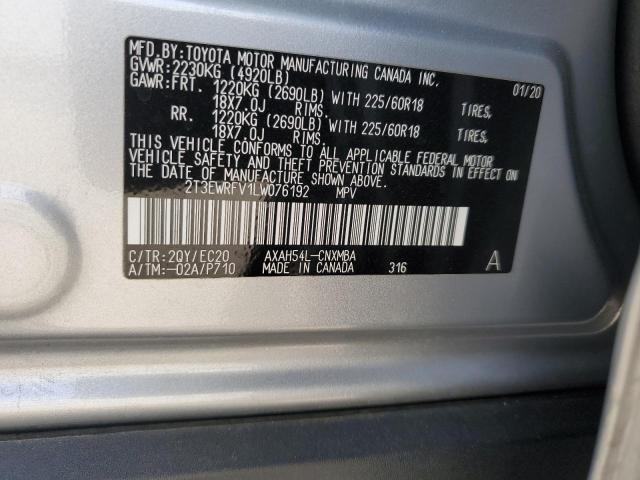 MFD.BY:TOYOTA MOTOR MANUFACTURING CANADA INC.
GVWR:2230KG (4920LB) 01/20
GAWR:FRT. 1220KG (2690LB) WITH 225/60R18 TIRES,
18X7.0J RIMS.
RR. 1220KG (2690LB) WITH 225/60R18 TIRES,
18X7.0J RIMS.
THIS VEHICLE CONFORMS TO ALL APPLICABLE FEDERAL MOTOR
VEHICLE SAFETY AND THEFT PREVENTION STANDARDS IN EFFECT ON
THE DATE OF MANUFACTURE SHOWN ABOVE.
2T3EWRFV1LW076192 MPV
C/TR:2QY/EC20 AXAH54L-CNXMBA
A/TM:-02A/P710 MADE IN CANADA 316 A